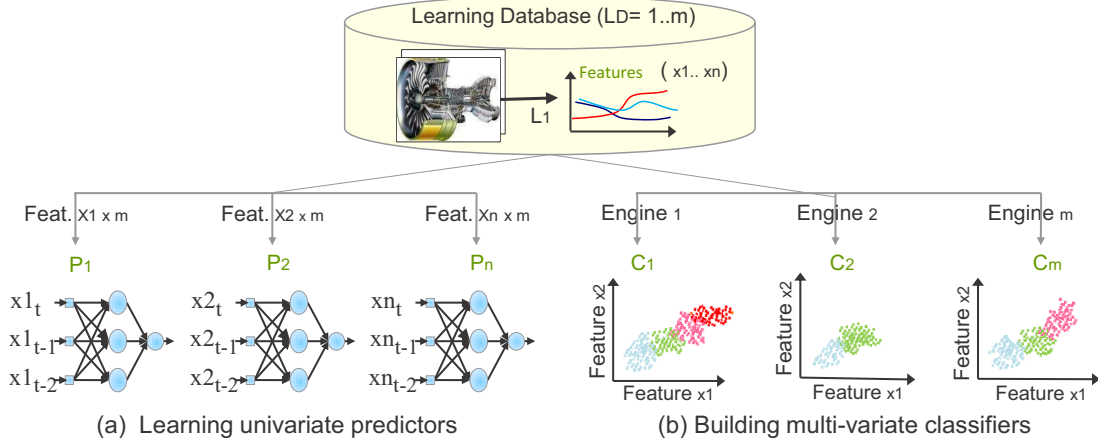 Learning Database (LD= 1..m)
Features ( x1.. xn)
L1
Feat. X1 x m
Feat. X2 x m
Feat. Xn x m
Engine 1
Engine 2
Engine m
P1
P2
Pn
C1
C2
Cm
x1t
x1t-1
x1t-2
x2t
x2t-1
x2t-2
xnt
xnt-1
xnt-2
Feature x2
Feature x1
Feature x2
Feature x1
Feature x2
Feature x1
(a) Learning univariate predictors
(b) Building multi-variate classifiers